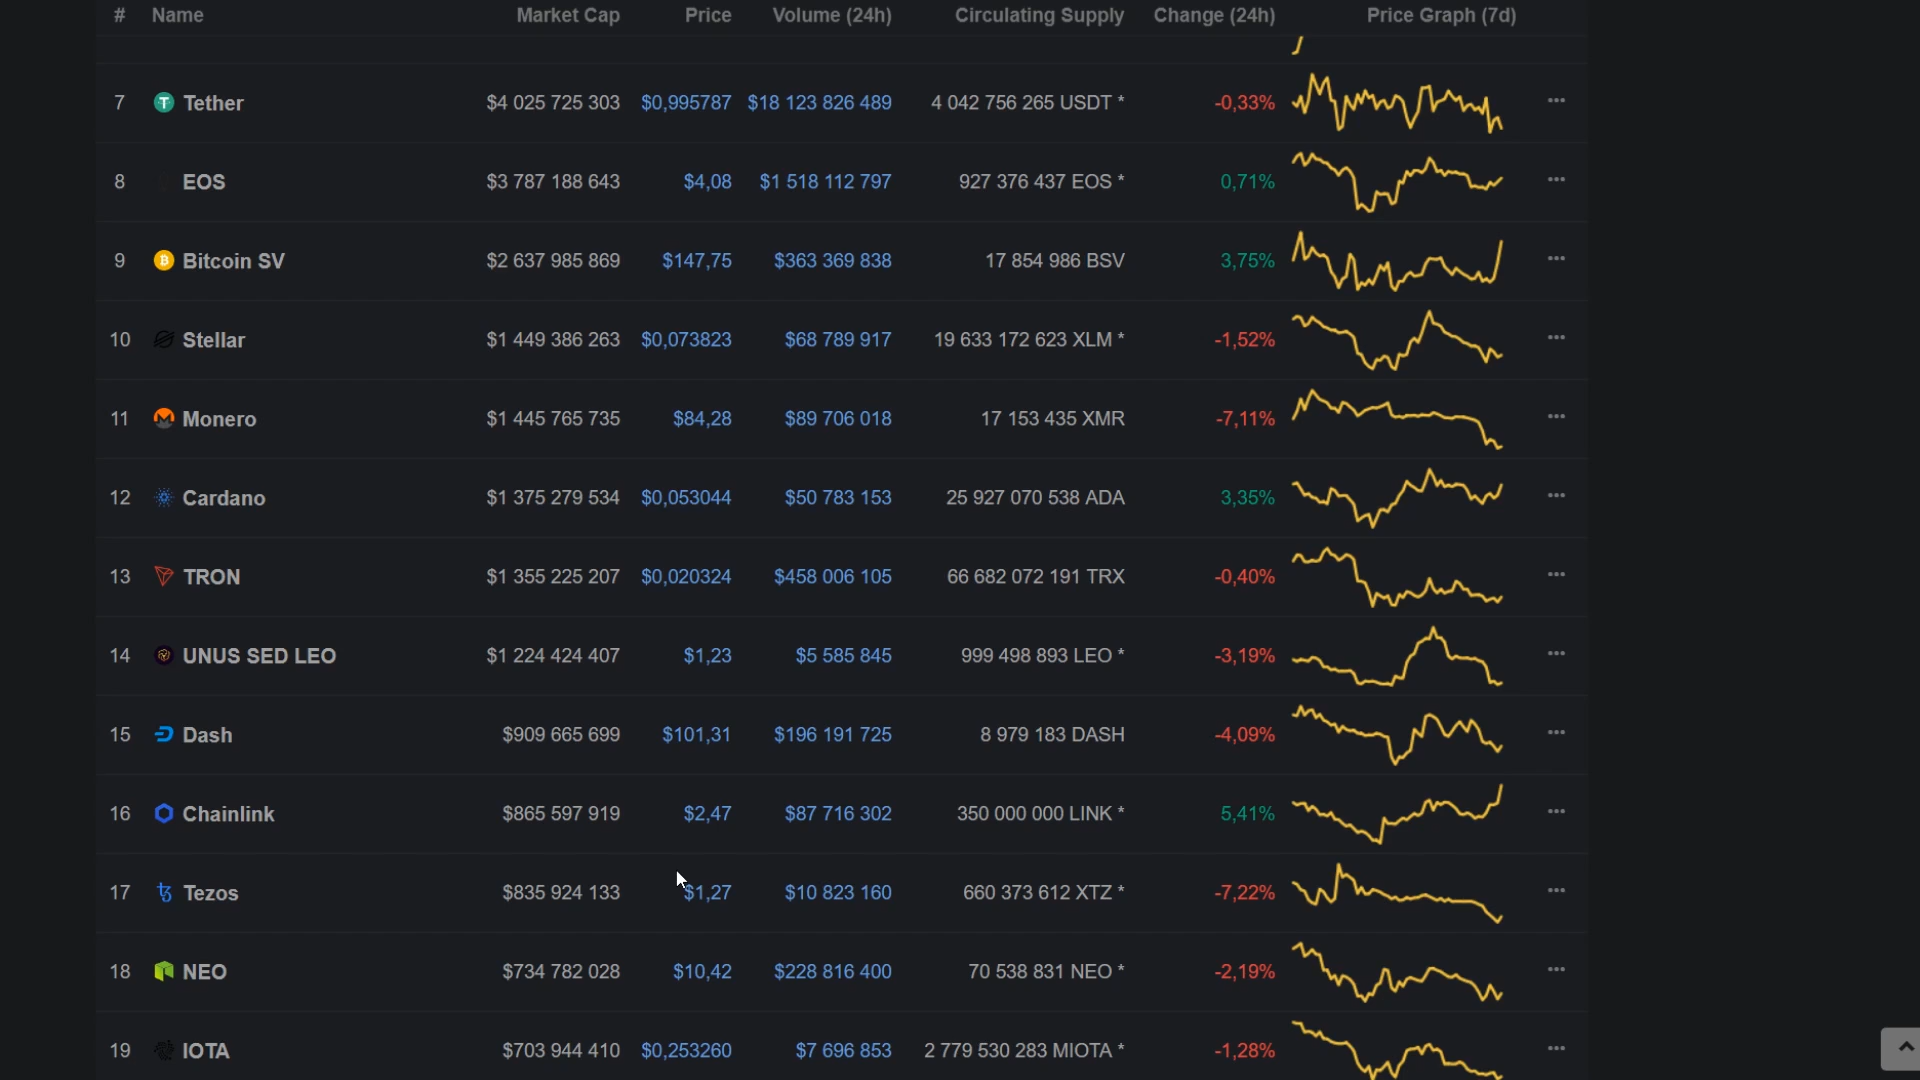 # Name Market Cap Price Volume (24h) Circulating Supply Change (24h) Price Graph (7d)
7 Tether $4 025 725 303 $0,995787 $18 123 826 489 4 042 756 265 USDT * -0,33%
8 EOS $3 787 188 643 $4,08 $1 518 112 797 927 376 437 EOS * 0,71%
9 Bitcoin SV $2 637 985 869 $147,75 $363 369 838 17 854 986 BSV 3,75%
10 Stellar $1 449 386 263 $0,073823 $68 789 917 19 633 172 623 XLM * -1,52%
11 Monero $1 445 765 735 $84,28 $89 706 018 17 153 435 XMR -7,11%
12 Cardano $1 375 279 534 $0,053044 $50 783 153 25 927 070 538 ADA 3,35%
13 TRON $1 355 225 207 $0,020324 $458 006 105 66 682 072 191 TRX -0,40%
14 UNUS SED LEO $1 224 424 407 $1,23 $5 585 845 999 498 893 LEO * -3,19%
15 Dash $909 665 699 $101,31 $196 191 725 8 979 183 DASH -4,09%
16 Chainlink $865 597 919 $2,47 $87 716 302 350 000 000 LINK * 5,41%
17 Tezos $835 924 133 $1,27 $10 823 160 660 373 612 XTZ * -7,22%
18 NEO $734 782 028 $10,42 $228 816 400 70 538 831 NEO * -2,19%
19 IOTA $703 944 410 $0,253260 $7 696 853 2 779 530 283 MIOTA * -1,28%